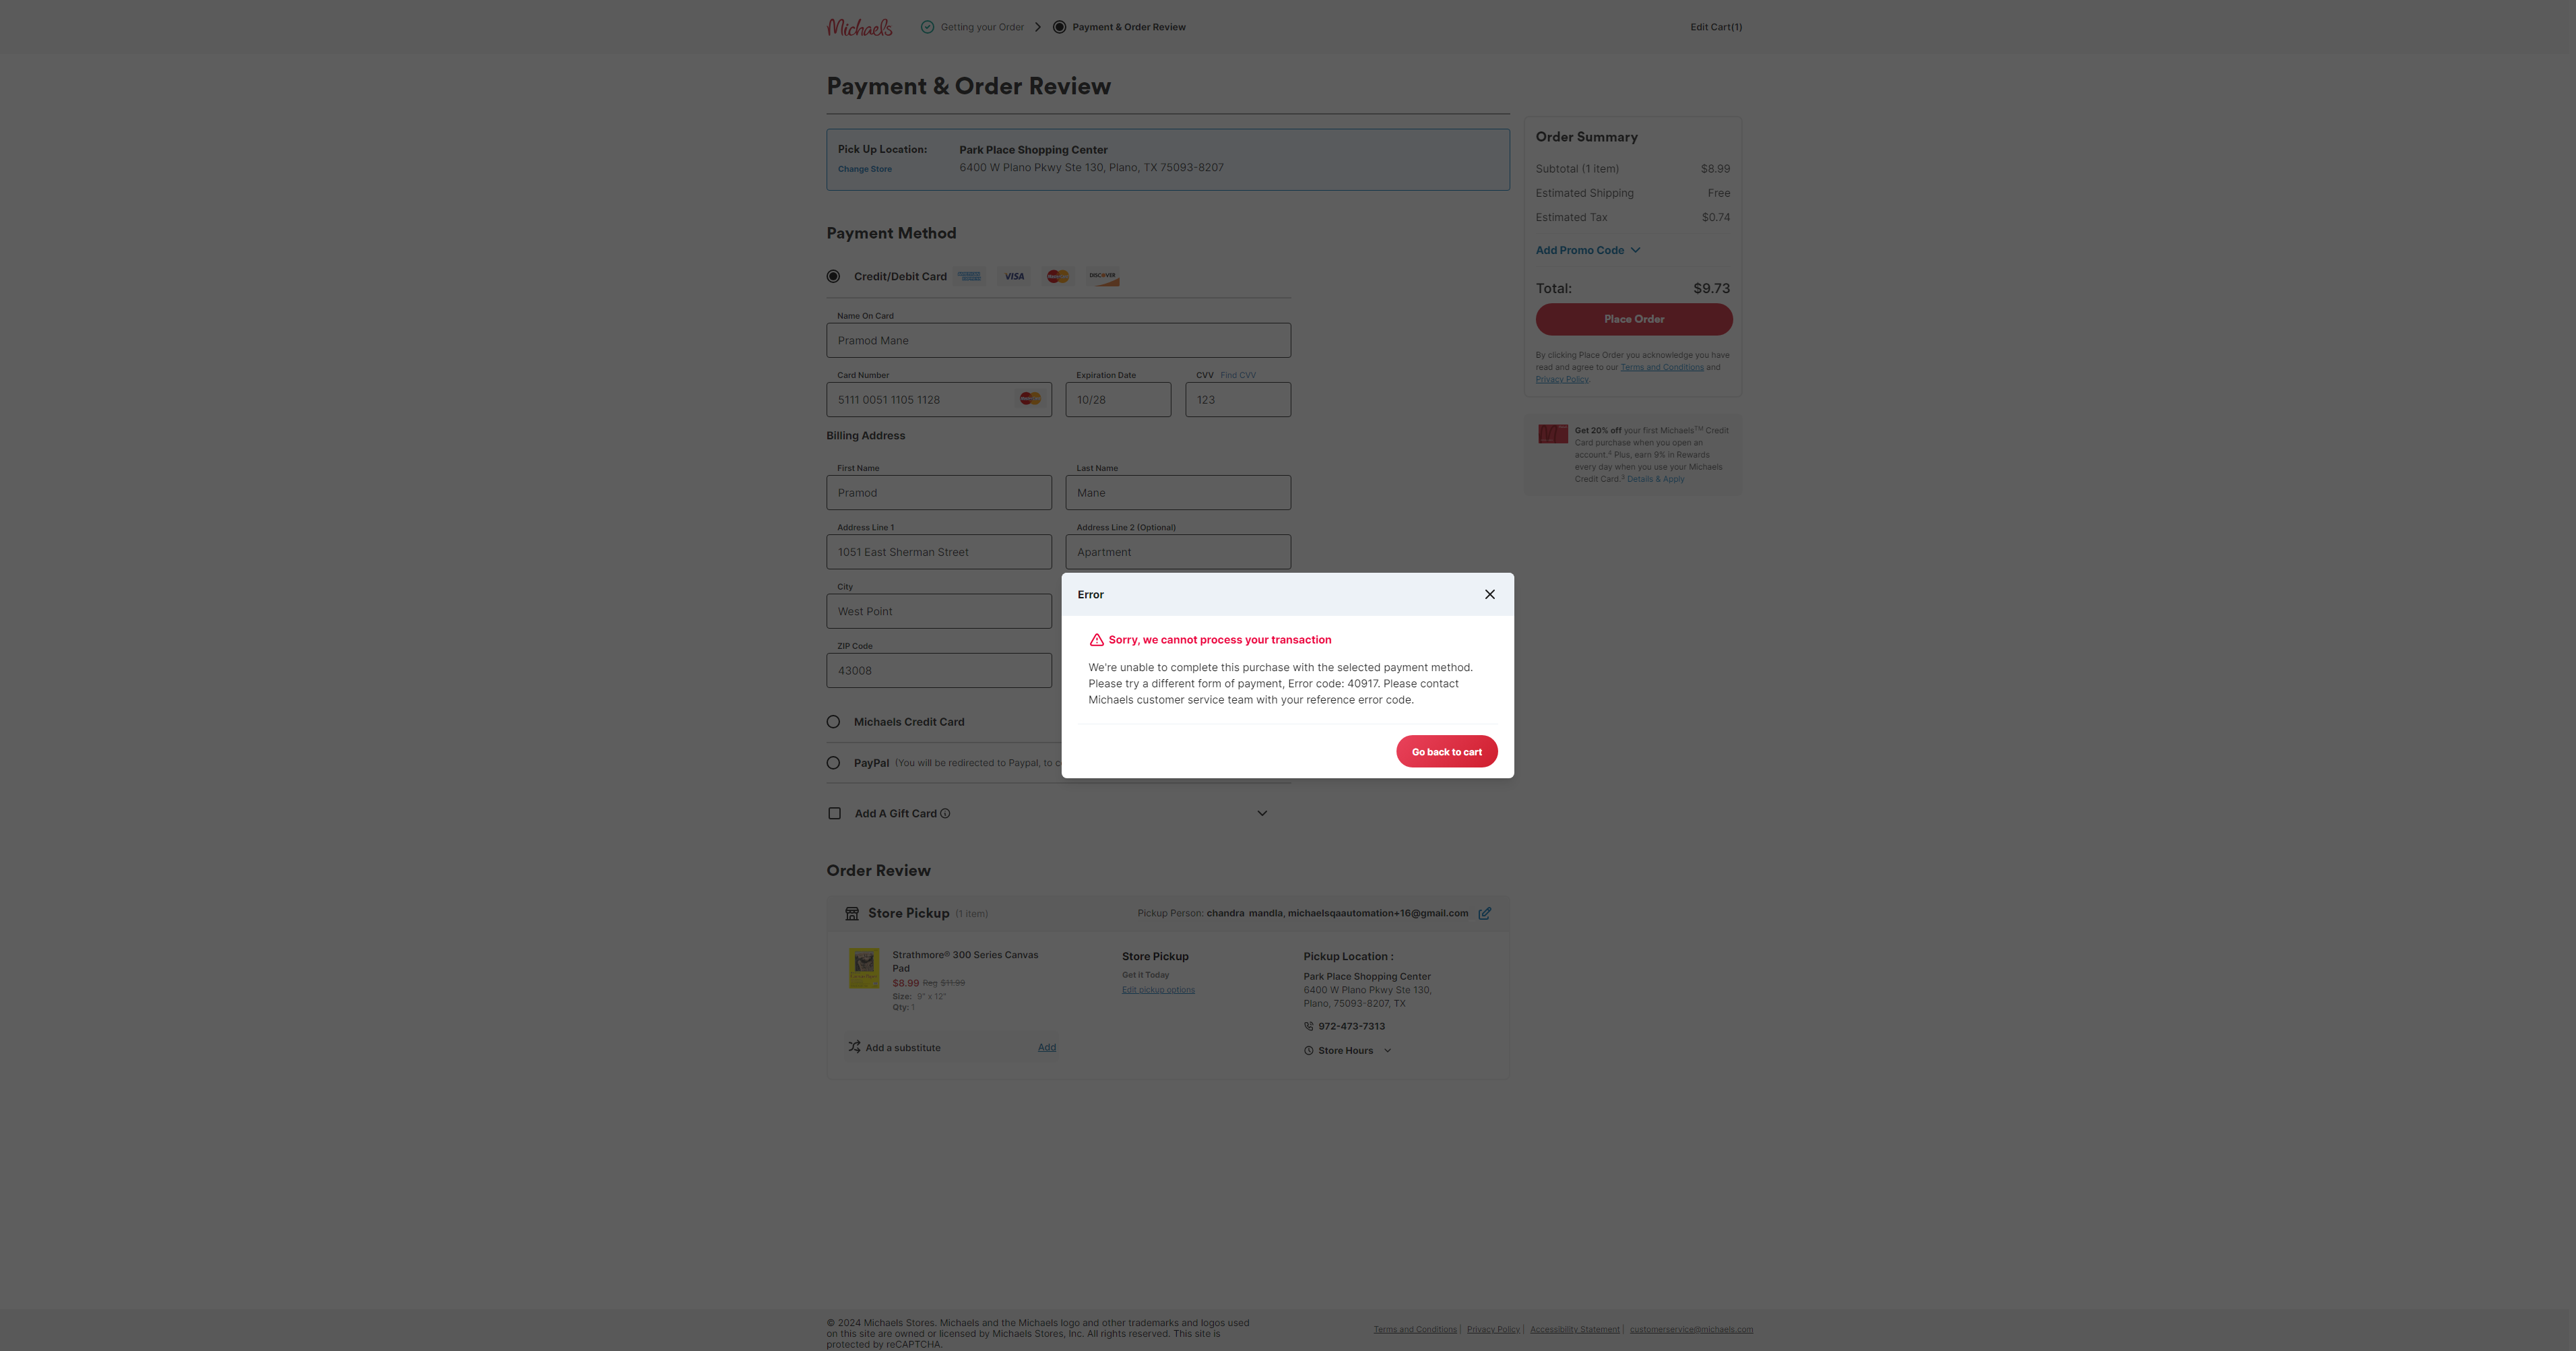 Michaels
Getting your Order
Payment & Order Review
Edit Cart(1)
Payment & Order Review
Pick Up Location:
Park Place Shopping Center
Change Store
6400 W Plano Pkwy Ste 130, Plano, TX 75093-8207
Payment Method
Credit/Debit Card
VISA
DISCOVER
Name On Card
Pramod Mane
Card Number
Expiration Date
CVV Find CVV
5111 0051 1105 1128
10/28
123
Billing Address
First Name
Last Name
Pramod
Mane
Address Line 1
Address Line 2 (Optional)
1051 East Sherman Street
Apartment
City
West Point
ZIP Code
43008
Michaels Credit Card
PayPal (You will be redirected to Paypal, to c
Add A Gift Card
Order Summary
Subtotal (1 item) $8.99
Estimated Shipping Free
Estimated Tax $0.74
Add Promo Code
Total: $9.73
Place Order
By clicking Place Order you acknowledge you have
read and agree to our Terms and Conditions and
Privacy Policy.
Get 20% off your first Michaels™ Credit
Card purchase when you open an
account.⁴ Plus, earn 9% in Rewards
every day when you use your Michaels
Credit Card.² Details & Apply
Error
Sorry, we cannot process your transaction
We're unable to complete this purchase with the selected payment method.
Please try a different form of payment, Error code: 40917. Please contact
Michaels customer service team with your reference error code.
Go back to cart
Order Review
Store Pickup (1 item)
Pickup Person: chandra mandla, michaelsqaautomation+16@gmail.com
Strathmore® 300 Series Canvas
Pad
$8.99 Reg $11.99
Size: 9" x 12"
Qty: 1
Add a substitute
Add
Store Pickup
Get it Today
Edit pickup options
Pickup Location :
Park Place Shopping Center
6400 W Plano Pkwy Ste 130,
Plano, 75093-8207, TX
972-473-7313
Store Hours
© 2024 Michaels Stores. Michaels and the Michaels logo and other trademarks and logos used
on this site are owned or licensed by Michaels Stores, Inc. All rights reserved. This site is
protected by reCAPTCHA.
Terms and Conditions | Privacy Policy | Accessibility Statement | customerservice@michaels.com